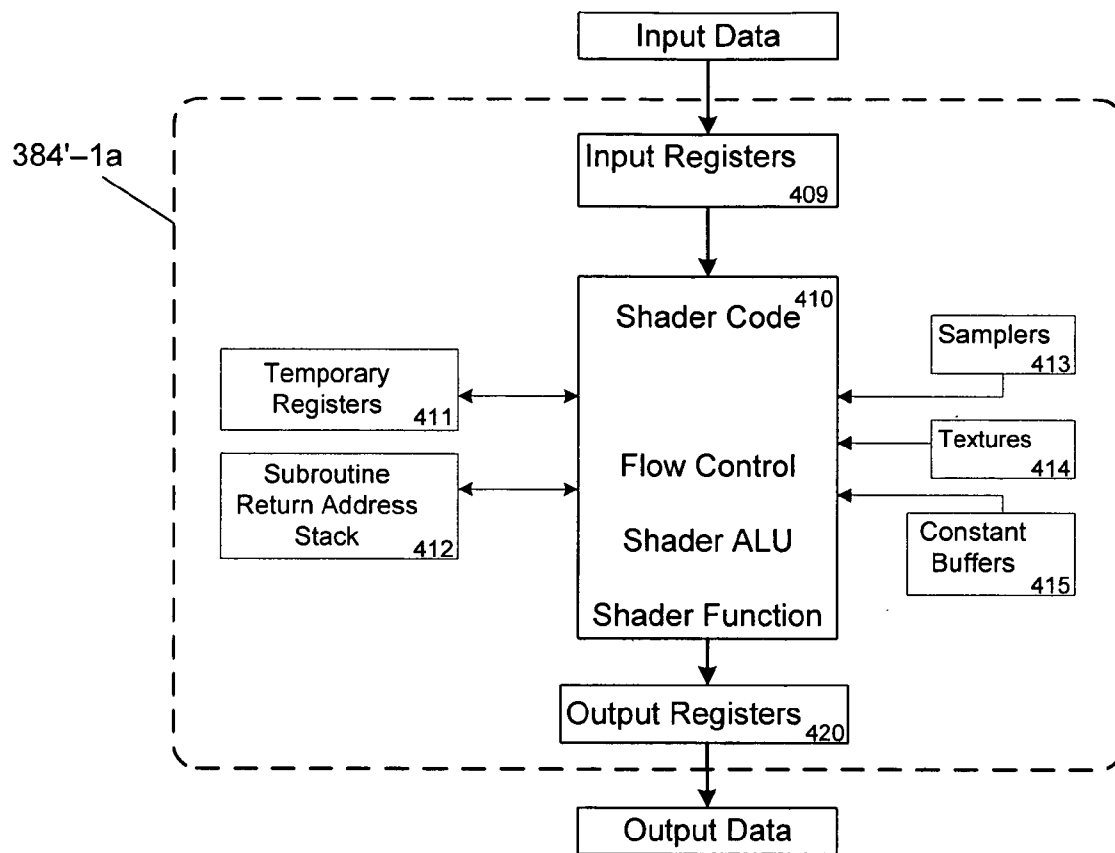 Input Data
384'–1a
Input Registers
409
410
Shader Code
Samplers
413
Temporary
Registers
411
Textures
414
Flow Control
Subroutine
Return Address
Stack
412
Shader ALU
Constant
Buffers
415
Shader Function
Output Registers
420
Output Data